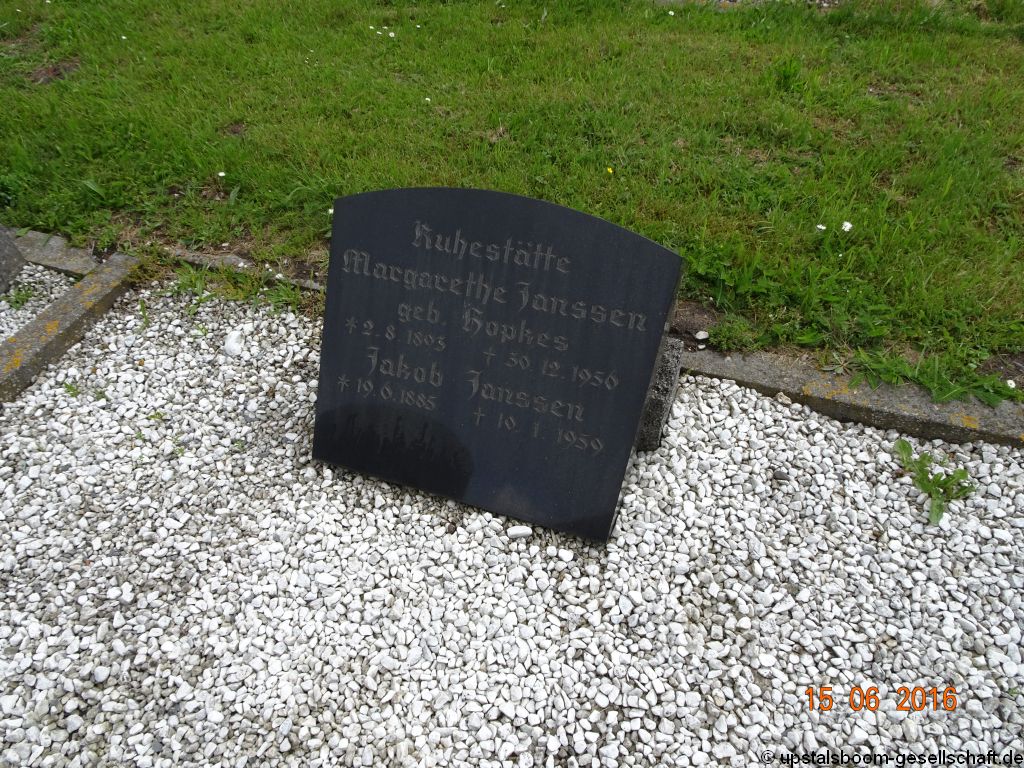 Ruhestätte
Margarethe Janssen
geb. Hopkes
* 2. 8. 1893 † 30. 12. 1956
Jakob Janssen
* 19. 6. 1885 † 10. 1. 1959
15 06 2016
© upstalsboom-gesellschaft.de